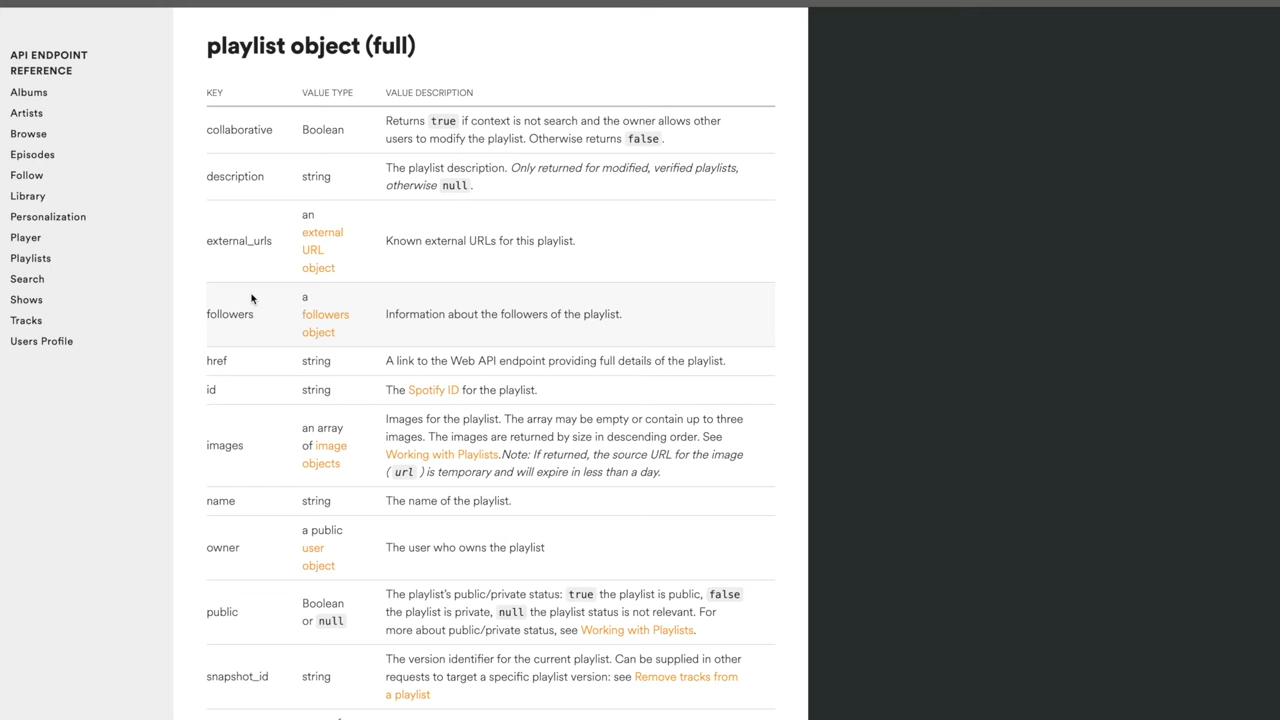 API ENDPOINT
REFERENCE
Albums
Artists
Browse
Episodes
Follow
Library
Personalization
Player
Playlists
Search
Shows
Tracks
Users Profile
playlist object (full)
KEY VALUE TYPE VALUE DESCRIPTION
collaborative Boolean Returns true if context is not search and the owner allows other
users to modify the playlist. Otherwise returns false.
description string The playlist description. Only returned for modified, verified playlists,
otherwise null.
external_urls
an
external
URL
object
Known external URLs for this playlist.
followers
a
followers
object
Information about the followers of the playlist.
href string A link to the Web API endpoint providing full details of the playlist.
id string The Spotify ID for the playlist.
images
an array
of image
objects
Images for the playlist. The array may be empty or contain up to three
images. The images are returned by size in descending order. See
Working with Playlists.Note: If returned, the source URL for the image
( url ) is temporary and will expire in less than a day.
name string The name of the playlist.
owner
a public
user
object
The user who owns the playlist
public
Boolean
or null
The playlist's public/private status: true the playlist is public, false
the playlist is private, null the playlist status is not relevant. For
more about public/private status, see Working with Playlists.
snapshot_id string
The version identifier for the current playlist. Can be supplied in other
requests to target a specific playlist version: see Remove tracks from
a playlist